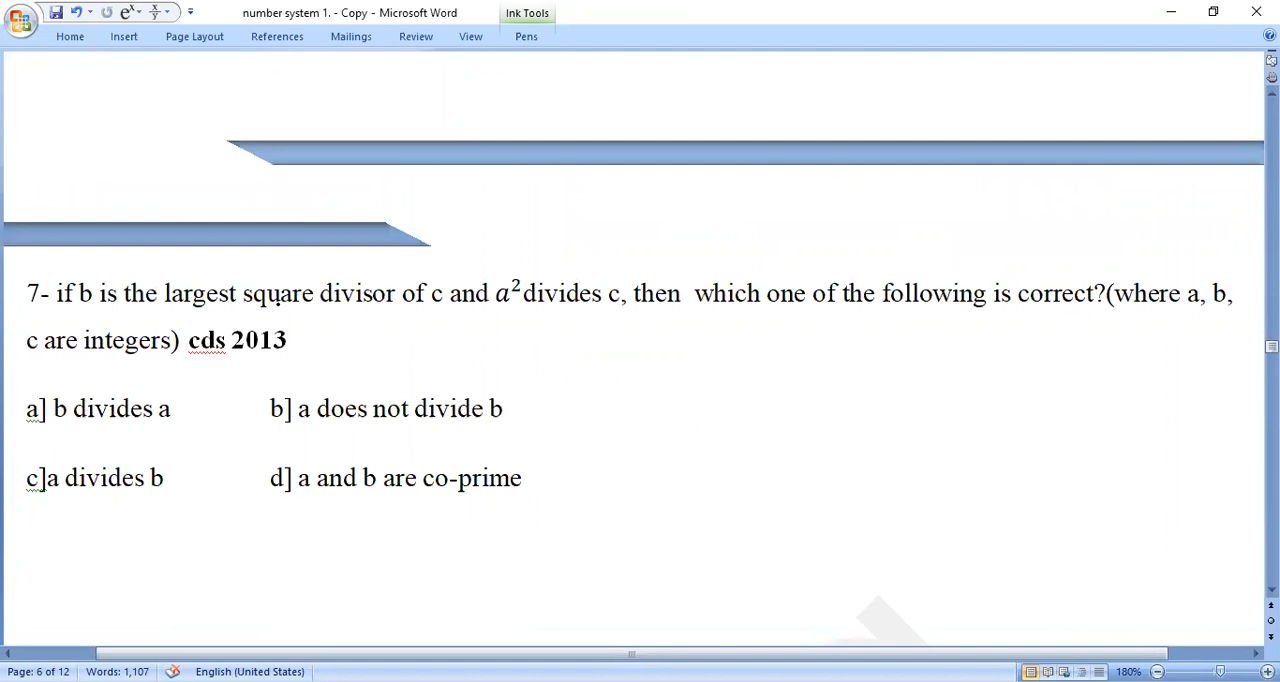 number system 1. - Copy - Microsoft Word
Ink Tools
Home Insert Page Layout References Mailings Review View Pens
7- if b is the largest square divisor of c and a² divides c, then which one of the following is correct?(where a, b,
c are integers) cds 2013
a] b divides a b] a does not divide b
c]a divides b d] a and b are co-prime
Page: 6 of 12 Words: 1,107 English (United States) 180%